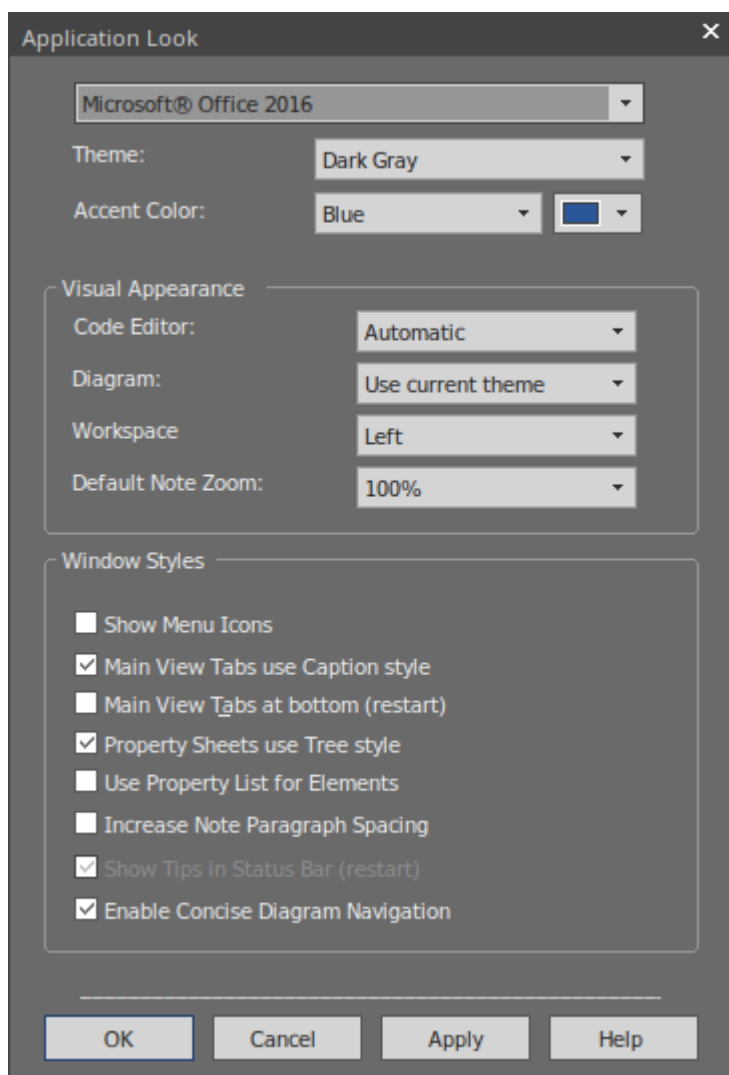 Application Look
Microsoft® Office 2016
Theme: Dark Gray
Accent Color: Blue
Visual Appearance
Code Editor: Automatic
Diagram: Use current theme
Workspace Left
Default Note Zoom: 100%
Window Styles
Show Menu Icons
Main View Tabs use Caption style
Main View Tabs at bottom (restart)
Property Sheets use Tree style
Use Property List for Elements
Increase Note Paragraph Spacing
Show Tips in Status Bar (restart)
Enable Concise Diagram Navigation
OK Cancel Apply Help